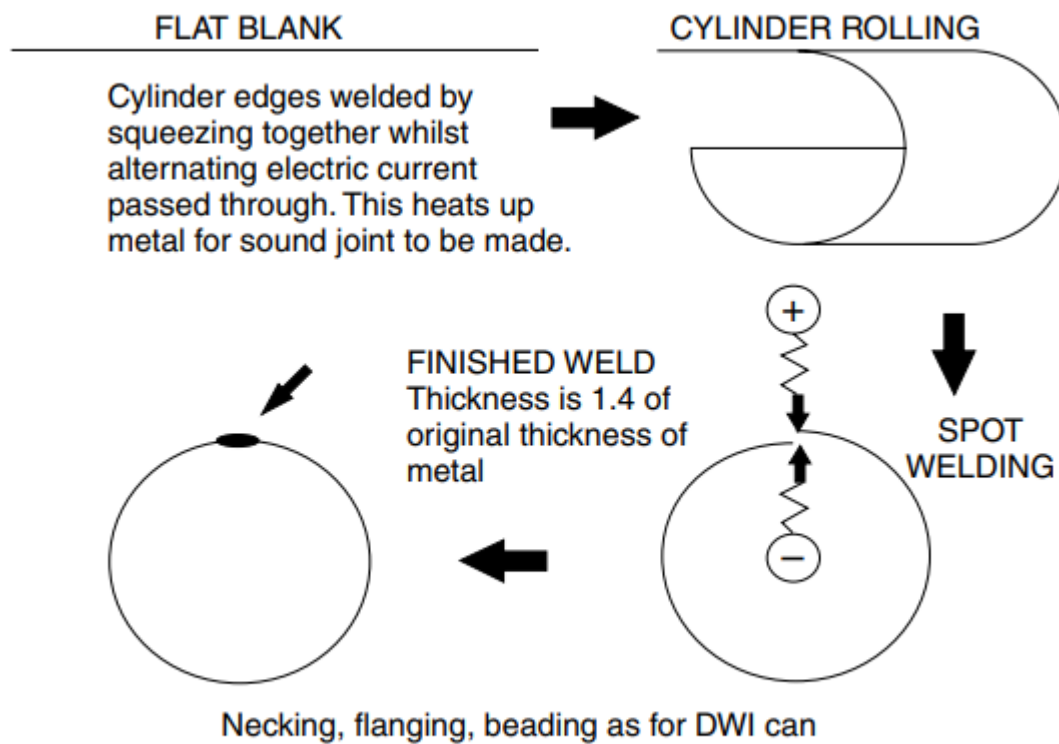 FLAT BLANK
CYLINDER ROLLING
Cylinder edges welded by
squeezing together whilst
alternating electric current
passed through. This heats up
metal for sound joint to be made.
+
FINISHED WELD
Thickness is 1.4 of
original thickness of
metal
SPOT
WELDING
−
Necking, flanging, beading as for DWI can